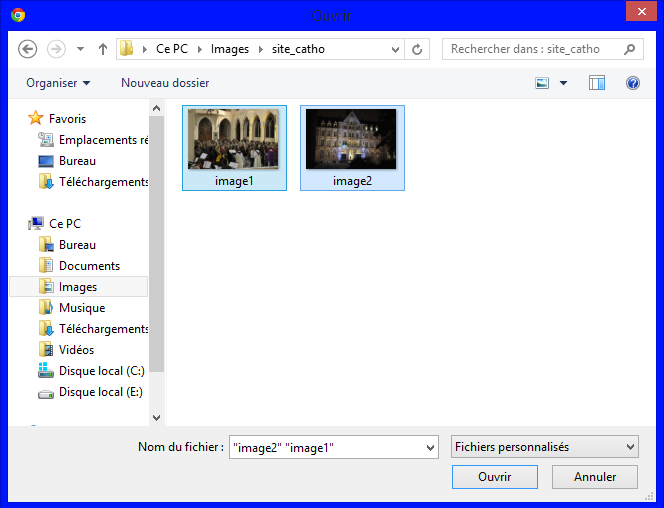 Ouvrir
Ce PC Images site_catho
Rechercher dans : site_catho
Organiser
Nouveau dossier
Favoris
Emplacements ré
Bureau
Téléchargements
Ce PC
Bureau
Documents
Images
Musique
Téléchargements
Vidéos
Disque local (C:)
Disque local (E:)
image1
image2
Nom du fichier :
"image2" "image1"
Fichiers personnalisés
Ouvrir
Annuler